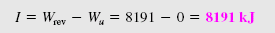 I = W_rev − W_u = 8191 − 0 = 8191 kJ